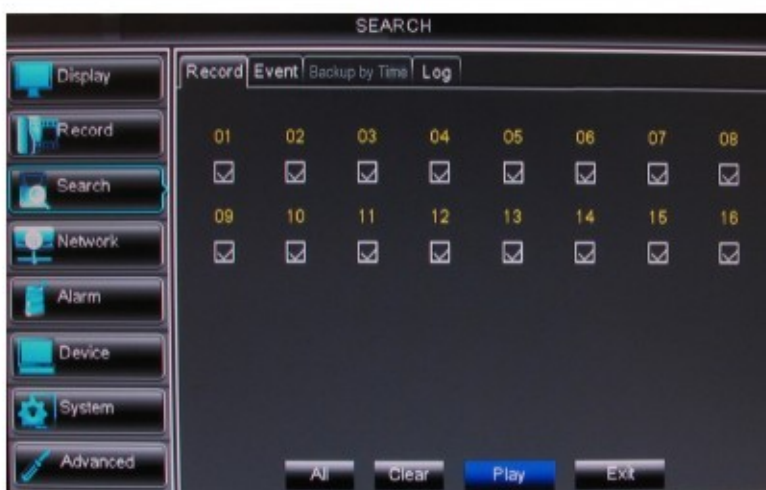 SEARCH
Display
Record
Search
Network
Alarm
Device
System
Advanced
Record Event Backup by Time Log
01 02 03 04 05 06 07 08
09 10 11 12 13 14 15 16
All Clear Play Exit